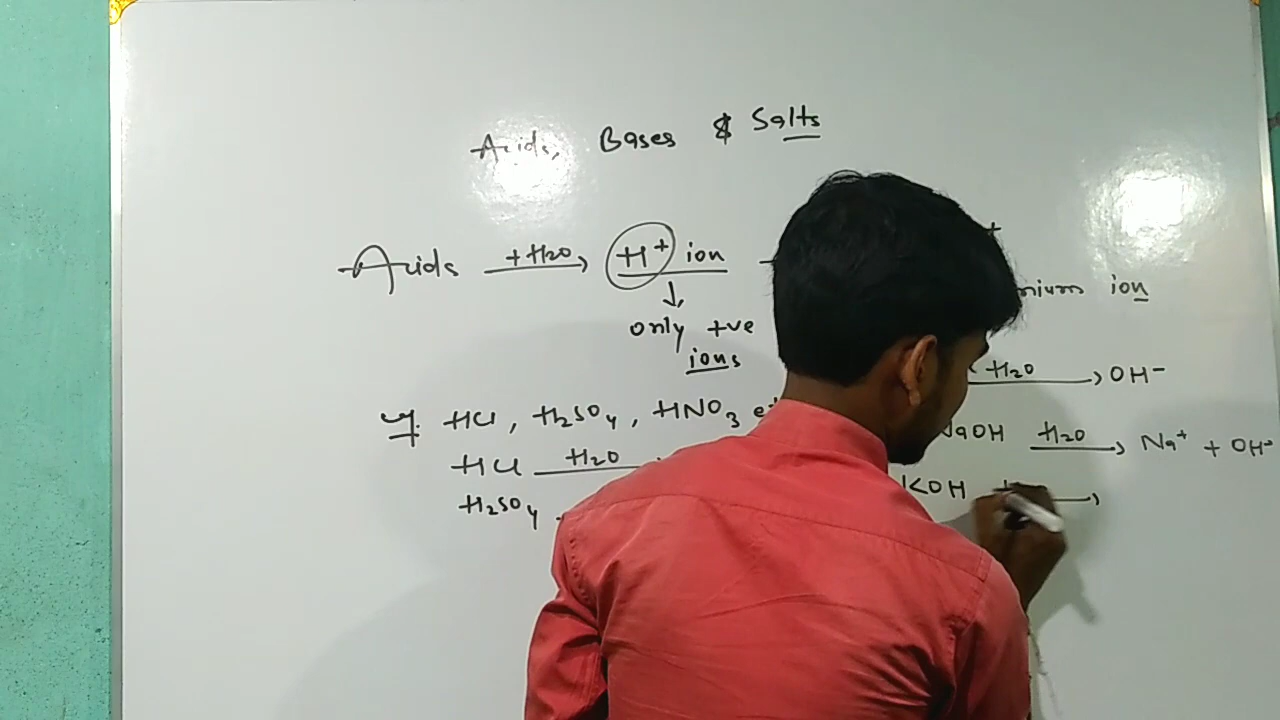 Acids, Bases & Salts
Acids +H2O → H+ ion
↓
only +ve
ions
nium ion
H2O → OH-
eg. HCl, H2SO4, HNO3
NaOH H2O → Na+ + OH-
HCl H2O
KOH →
H2SO4